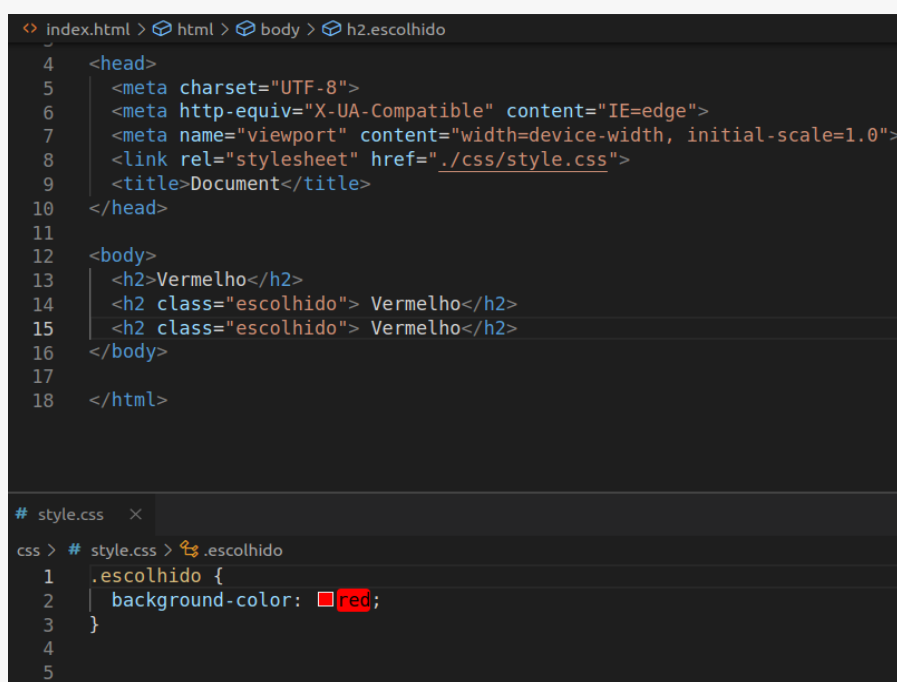 <> index.html > html > body > h2.escolhido
4 <head>
5 <meta charset="UTF-8">
6 <meta http-equiv="X-UA-Compatible" content="IE=edge">
7 <meta name="viewport" content="width=device-width, initial-scale=1.0">
8 <link rel="stylesheet" href="./css/style.css">
9 <title>Document</title>
10 </head>
11
12 <body>
13 <h2>Vermelho</h2>
14 <h2 class="escolhido"> Vermelho</h2>
15 <h2 class="escolhido"> Vermelho</h2>
16 </body>
17
18 </html>
# style.css ×
css > # style.css > .escolhido
1 .escolhido {
2 background-color: red;
3 }
4
5